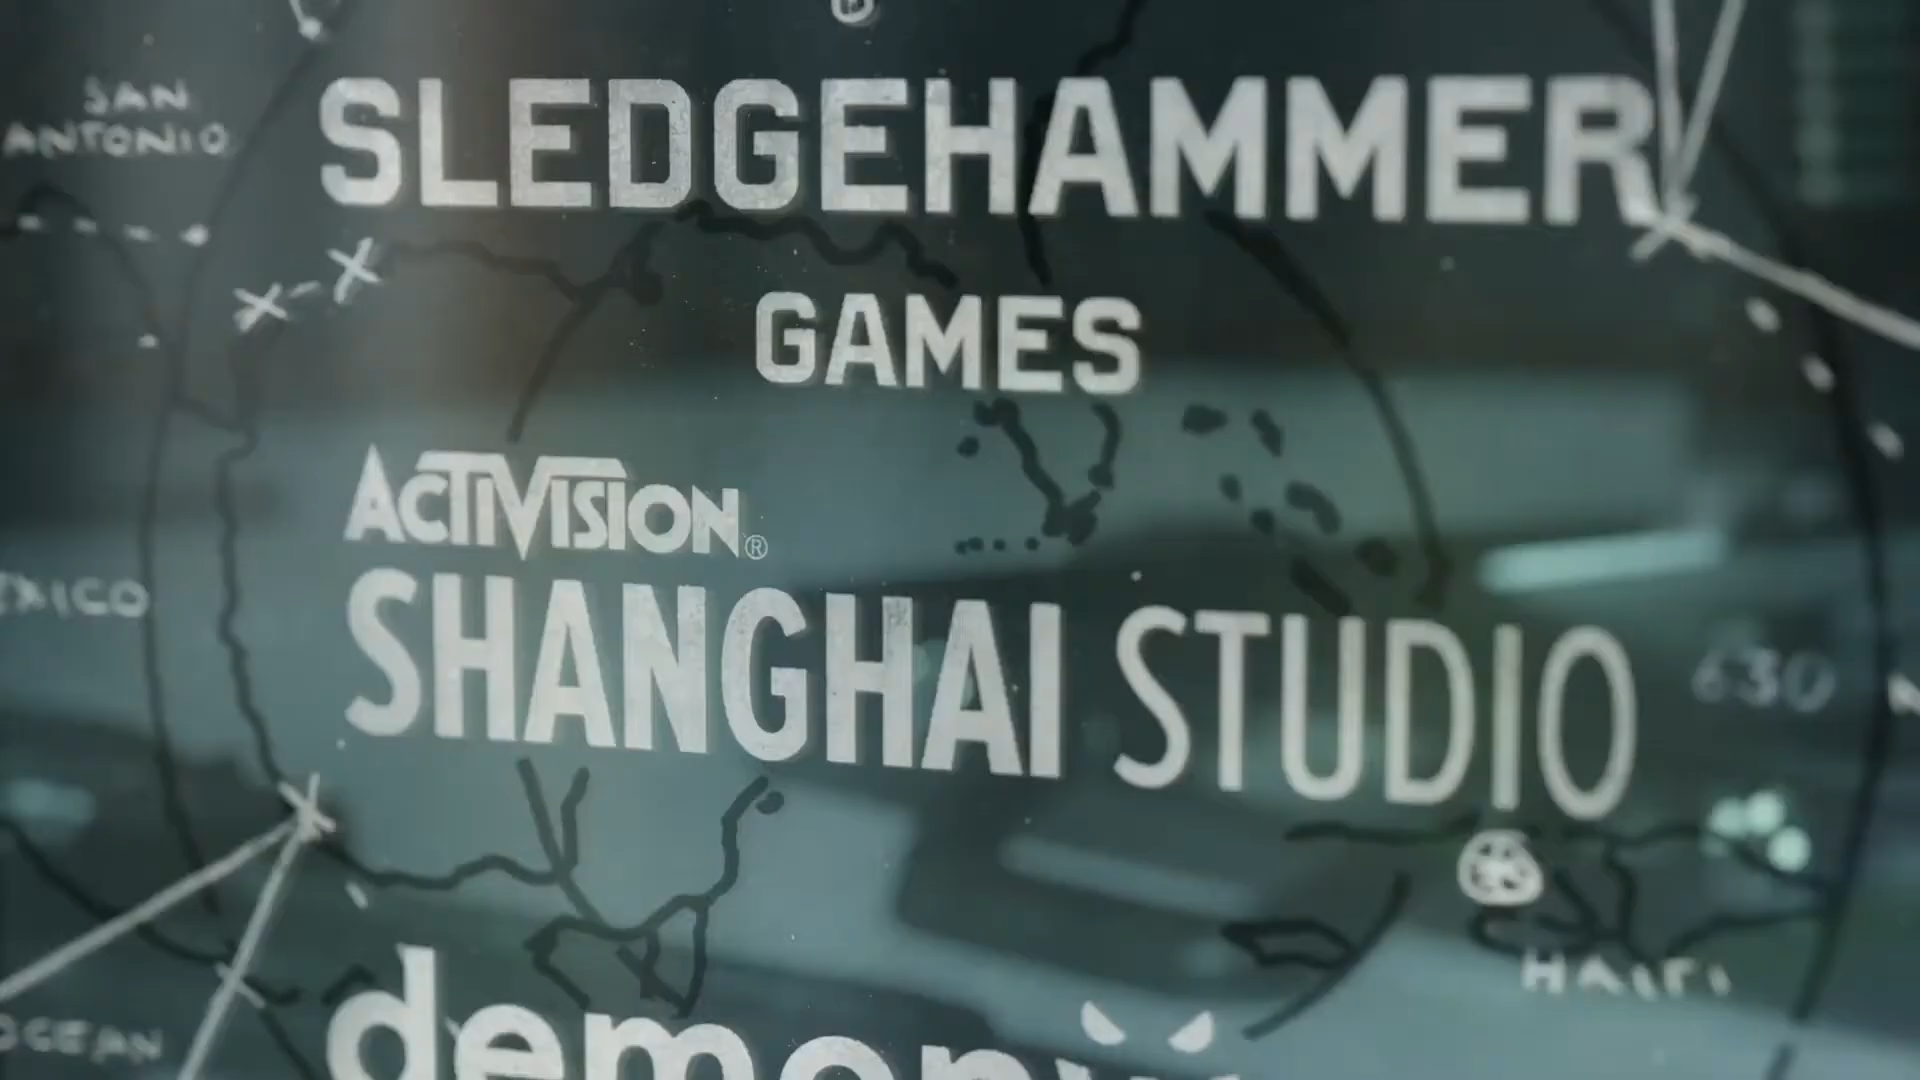 SAN
ANTONIO
SLEDGEHAMMER
GAMES
ACTIVISION®
SHANGHAI STUDIO
630
HAITI
OCEAN